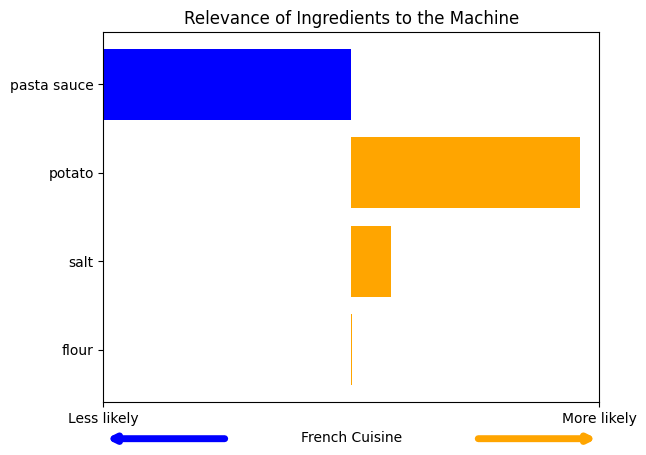 Relevance of Ingredients to the Machine
pasta sauce
potato
salt
flour
Less likely
More likely
French Cuisine